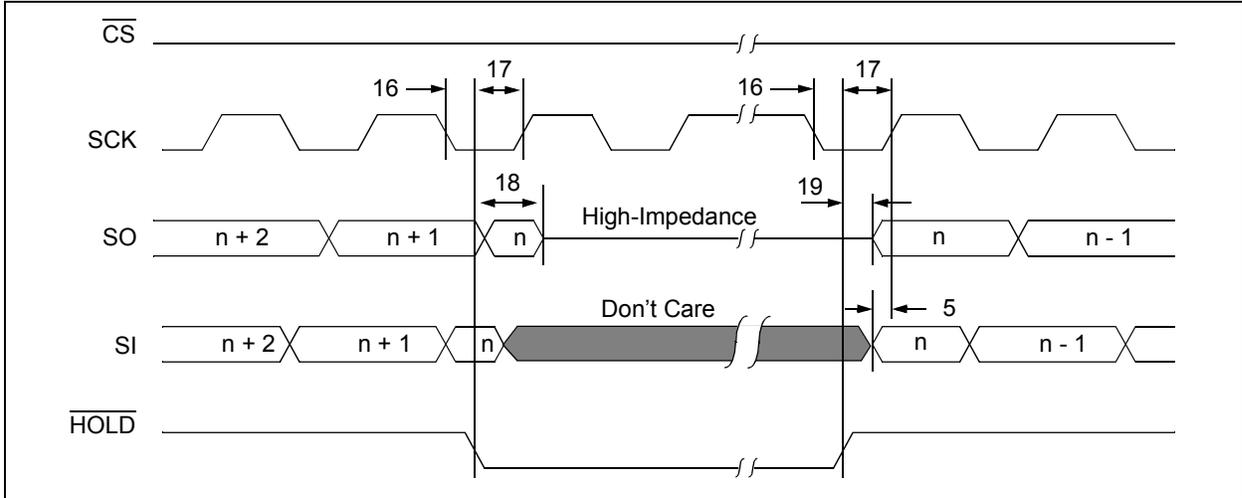 CS
17
17
16
16
SCK
18
19
High-Impedance
SO
n + 2
n + 1
n
n
n - 1
Don't Care
5
SI
n + 2
n + 1
n
n
n - 1
HOLD